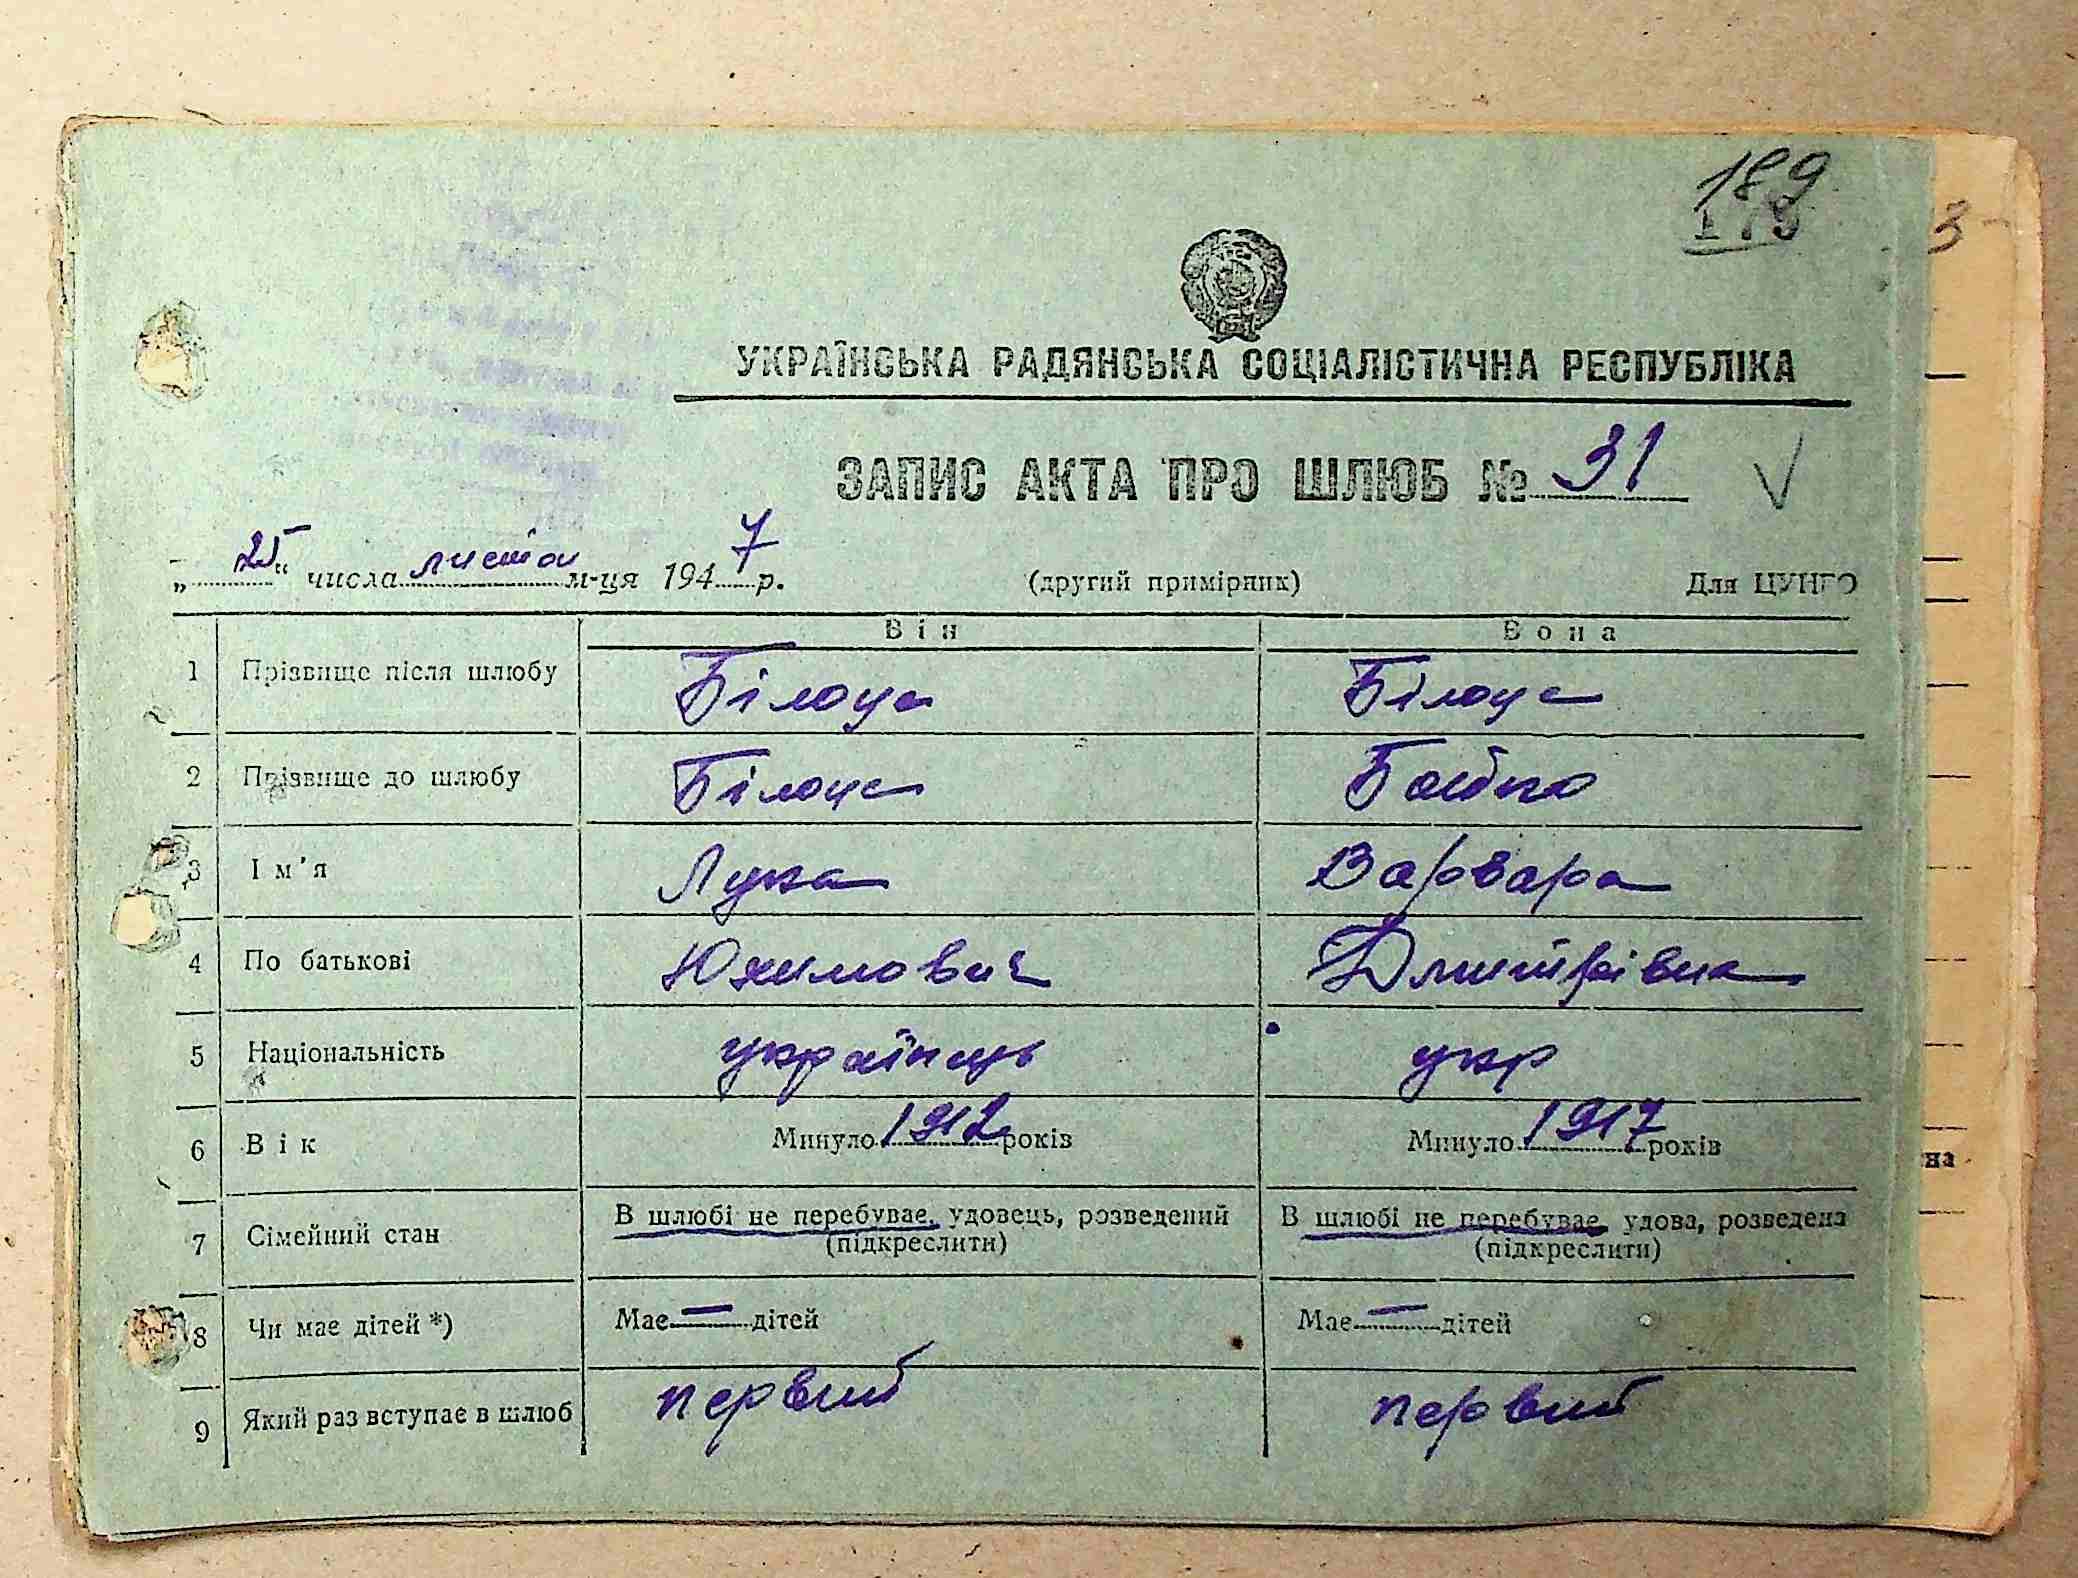 189
УКРАЇНСЬКА РАДЯНСЬКА СОЦІАЛІСТИЧНА РЕСПУБЛІКА
ЗАПИС АКТА ПРО ШЛЮБ № 31
„25“ числа листопа м-ця 1947 р. (другий примірник) Для ЦУНГО
Він Вона
1 Прізвище після шлюбу Білоус Білоус
2 Прізвище до шлюбу Білоус Бойко
3 Ім'я Лука Варвара
4 По батькові Юхимович Дмитрівна
5 Національність українць укр
6 Вік Минуло 1912 років Минуло 1917 років
7 Сімейний стан В шлюбі не перебуває, удовець, розведений В шлюбі не перебуває, удова, розведена
(підкреслити) (підкреслити)
8 Чи має дітей *) Має — дітей Має — дітей
9 Який раз вступає в шлюб первий первий